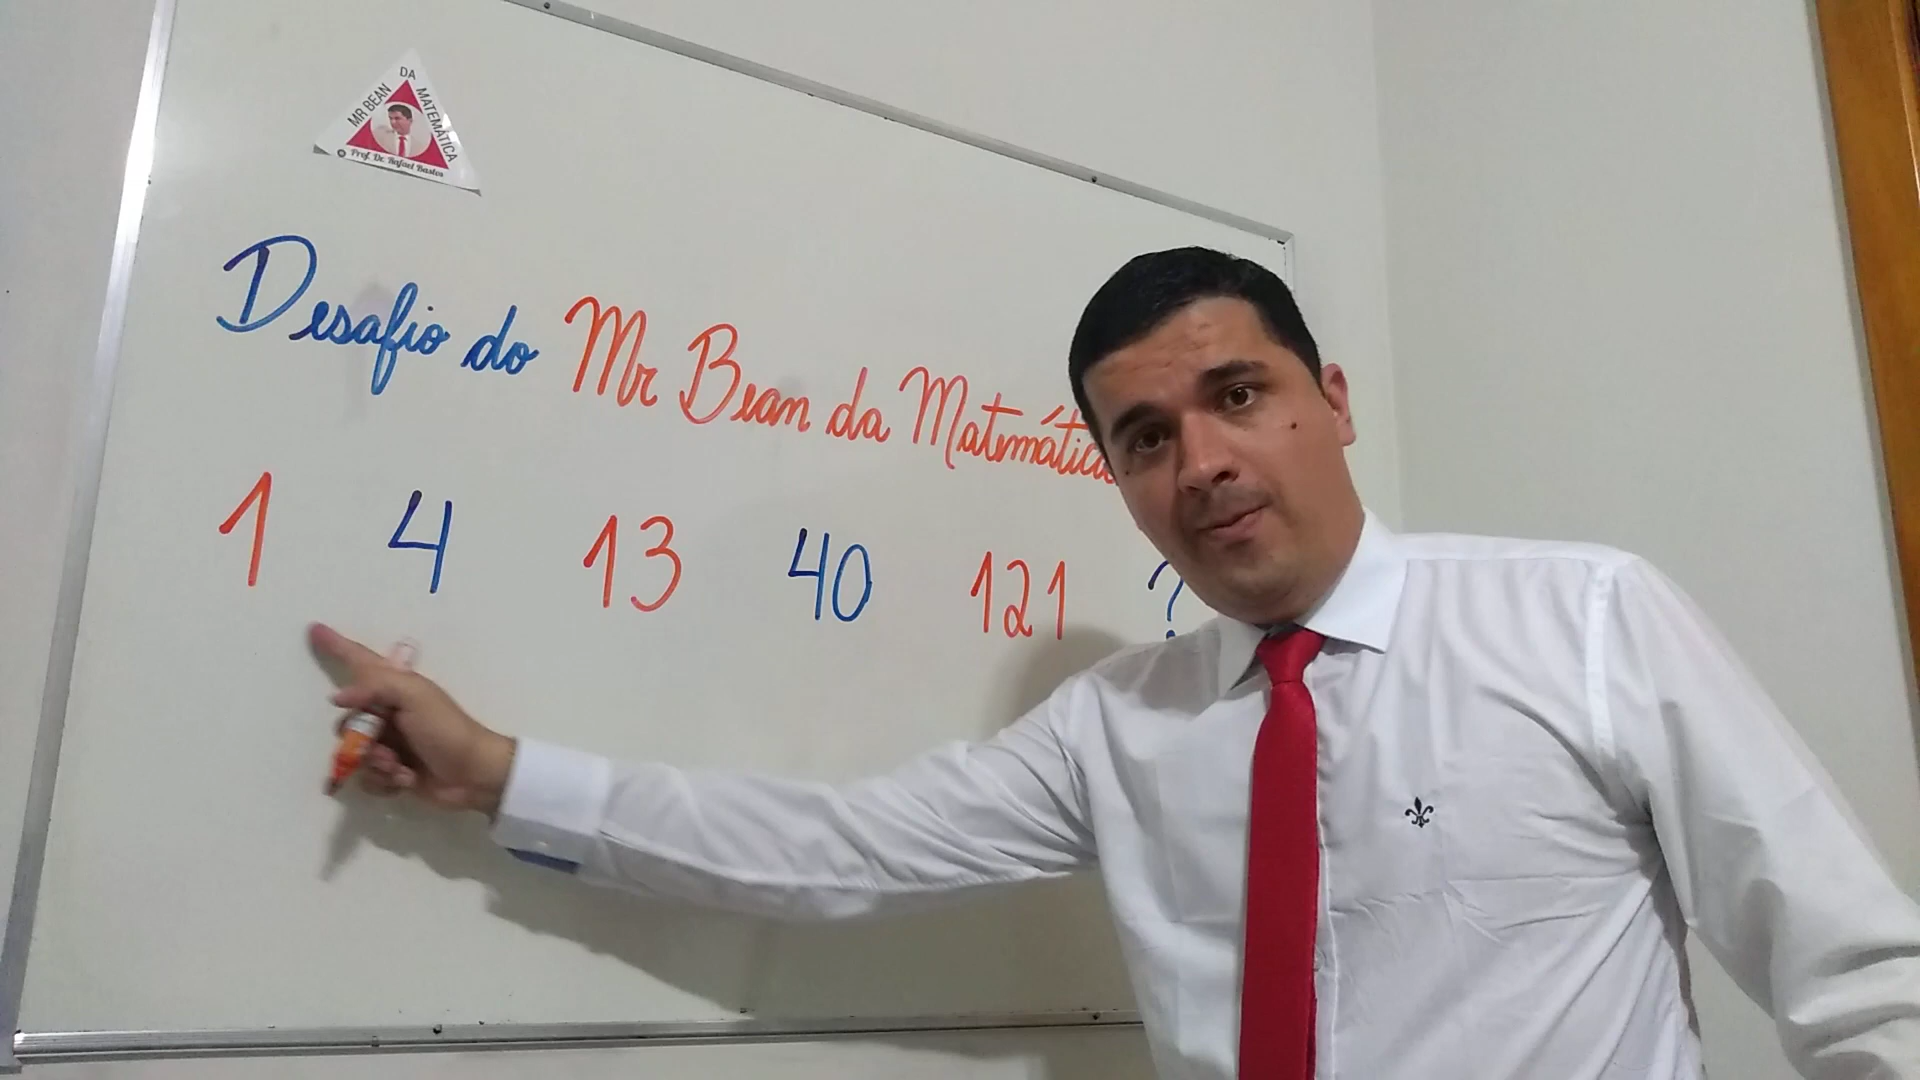 MR BEAN DA MATEMÁTICA
Prof. Dr. Rafael Bastos
Desafio do Mr Bean da Matemática
1 4 13 40 121 ?